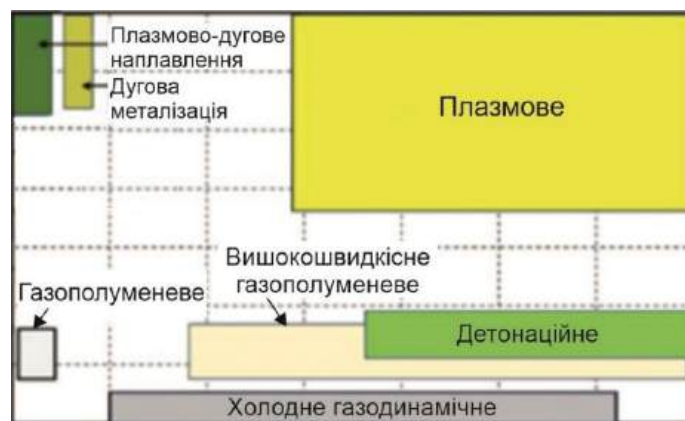 Плазмово-дугове
наплавлення
Дугова
металізація
Плазмове
Вишокошвидкісне
газополуменеве
Газополуменеве
Детонаційне
Холодне газодинамічне